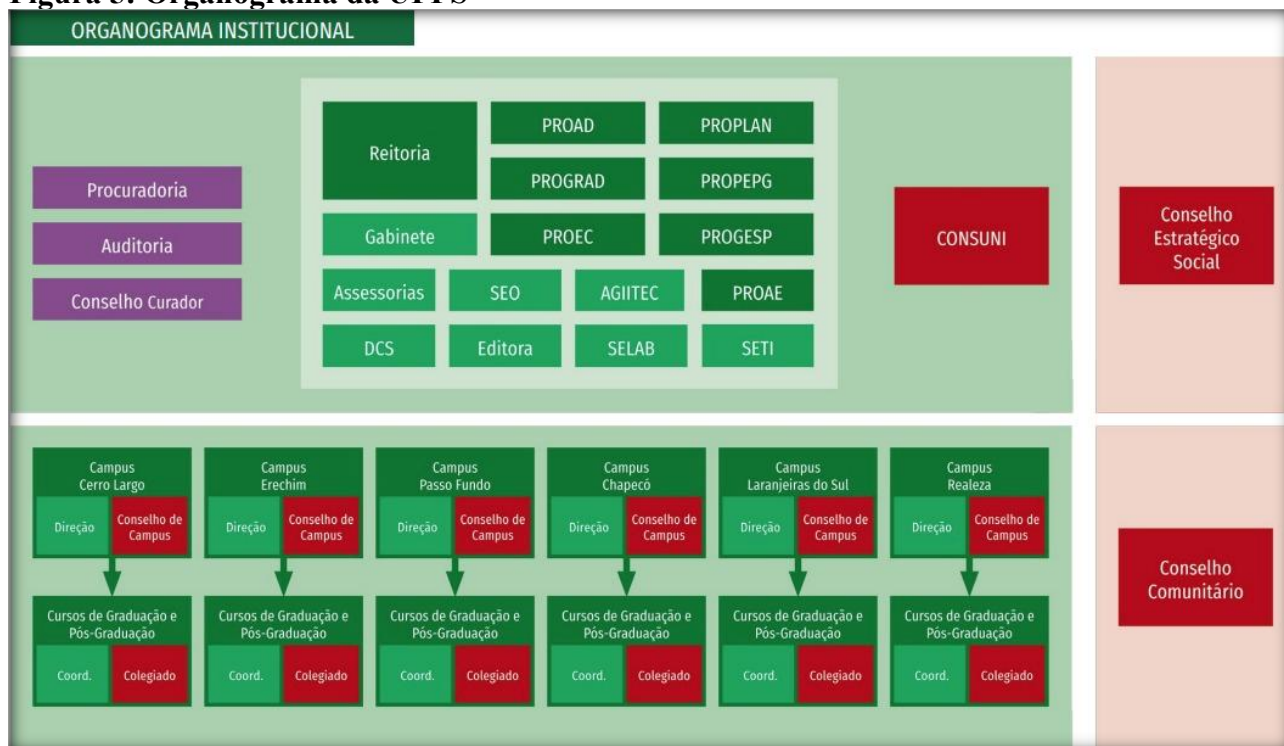 ORGANOGRAMA INSTITUCIONAL
Procuradoria
Auditoria
Conselho Curador
Reitoria
PROAD
PROPLAN
PROGRAD
PROPEPG
Gabinete
PROEC
PROGESP
Assessorias
SEO
AGIITEC
PROAE
DCS
Editora
SELAB
SETI
CONSUNI
Conselho
Estratégico
Social
Campus
Cerro Largo
Direção
Conselho de
Campus
Cursos de Graduação e
Pós-Graduação
Coord.
Colegiado
Campus
Erechim
Direção
Conselho de
Campus
Cursos de Graduação e
Pós-Graduação
Coord.
Colegiado
Campus
Passo Fundo
Direção
Conselho de
Campus
Cursos de Graduação e
Pós-Graduação
Coord.
Colegiado
Campus
Chapecó
Direção
Conselho de
Campus
Cursos de Graduação e
Pós-Graduação
Coord.
Colegiado
Campus
Laranjeiras do Sul
Direção
Conselho de
Campus
Cursos de Graduação e
Pós-Graduação
Coord.
Colegiado
Campus
Realeza
Direção
Conselho de
Campus
Cursos de Graduação e
Pós-Graduação
Coord.
Colegiado
Conselho
Comunitário